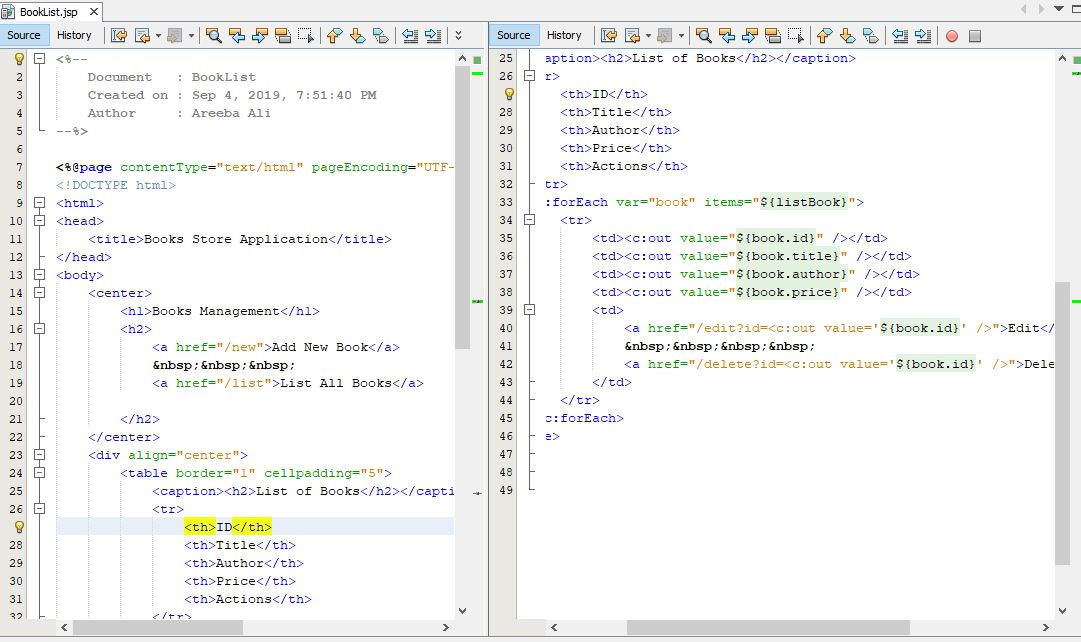 BookList.jsp
Source History
1 <%--
2 Document : BookList
3 Created on : Sep 4, 2019, 7:51:40 PM
4 Author : Areeba Ali
5 --%>
6
7 <%@page contentType="text/html" pageEncoding="UTF-
8 <!DOCTYPE html>
9 <html>
10 <head>
11 <title>Books Store Application</title>
12 </head>
13 <body>
14 <center>
15 <h1>Books Management</h1>
16 <h2>
17 <a href="/new">Add New Book</a>
18 &nbsp;&nbsp;&nbsp;
19 <a href="/list">List All Books</a>
20
21 </h2>
22 </center>
23 <div align="center">
24 <table border="1" cellpadding="5">
25 <caption><h2>List of Books</h2></capti
26 <tr>
<th>ID</th>
28 <th>Title</th>
29 <th>Author</th>
30 <th>Price</th>
31 <th>Actions</th>
32 </tr>
Source History
25 aption><h2>List of Books</h2></caption>
26 r>
<th>ID</th>
28 <th>Title</th>
29 <th>Author</th>
30 <th>Price</th>
31 <th>Actions</th>
32 tr>
33 :forEach var="book" items="${listBook}">
34 <tr>
35 <td><c:out value="${book.id}" /></td>
36 <td><c:out value="${book.title}" /></td>
37 <td><c:out value="${book.author}" /></td>
38 <td><c:out value="${book.price}" /></td>
39 <td>
40 <a href="/edit?id=<c:out value='${book.id}' />">Edit</
41 &nbsp;&nbsp;&nbsp;&nbsp;
42 <a href="/delete?id=<c:out value='${book.id}' />">Dele
43 </td>
44 </tr>
45 c:forEach>
46 e>
47
48
49